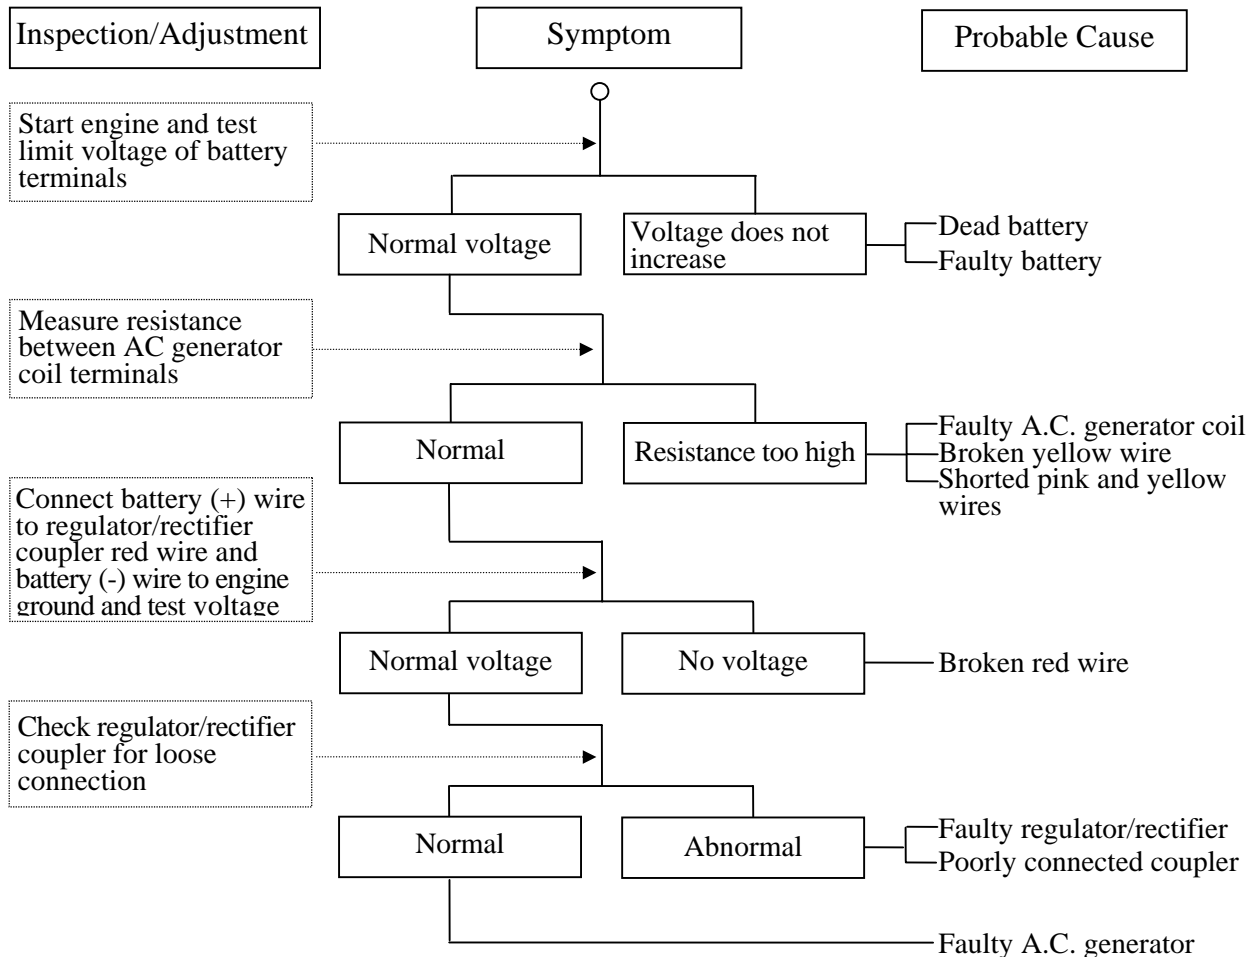 Inspection/Adjustment
Symptom
Probable Cause
Start engine and test
limit voltage of battery
terminals
Normal voltage
Voltage does not
increase
Dead battery
Faulty battery
Measure resistance
between AC generator
coil terminals
Normal
Resistance too high
Faulty A.C. generator coil
Broken yellow wire
Shorted pink and yellow
wires
Connect battery (+) wire
to regulator/rectifier
coupler red wire and
battery (-) wire to engine
ground and test voltage
Normal voltage
No voltage
Broken red wire
Check regulator/rectifier
coupler for loose
connection
Normal
Abnormal
Faulty regulator/rectifier
Poorly connected coupler
Faulty A.C. generator